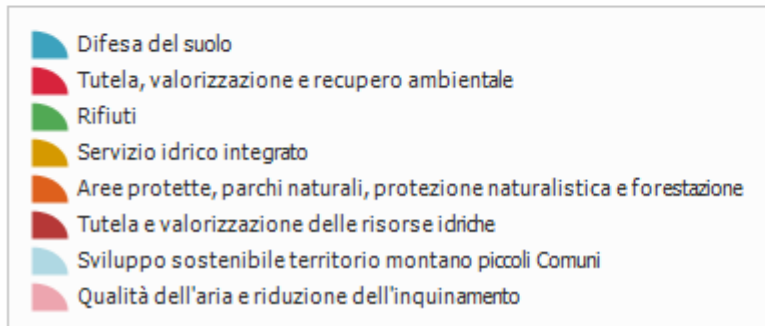 Difesa del suolo
Tutela, valorizzazione e recupero ambientale
Rifiuti
Servizio idrico integrato
Aree protette, parchi naturali, protezione naturalistica e forestazione
Tutela e valorizzazione delle risorse idriche
Sviluppo sostenibile territorio montano piccoli Comuni
Qualità dell'aria e riduzione dell'inquinamento